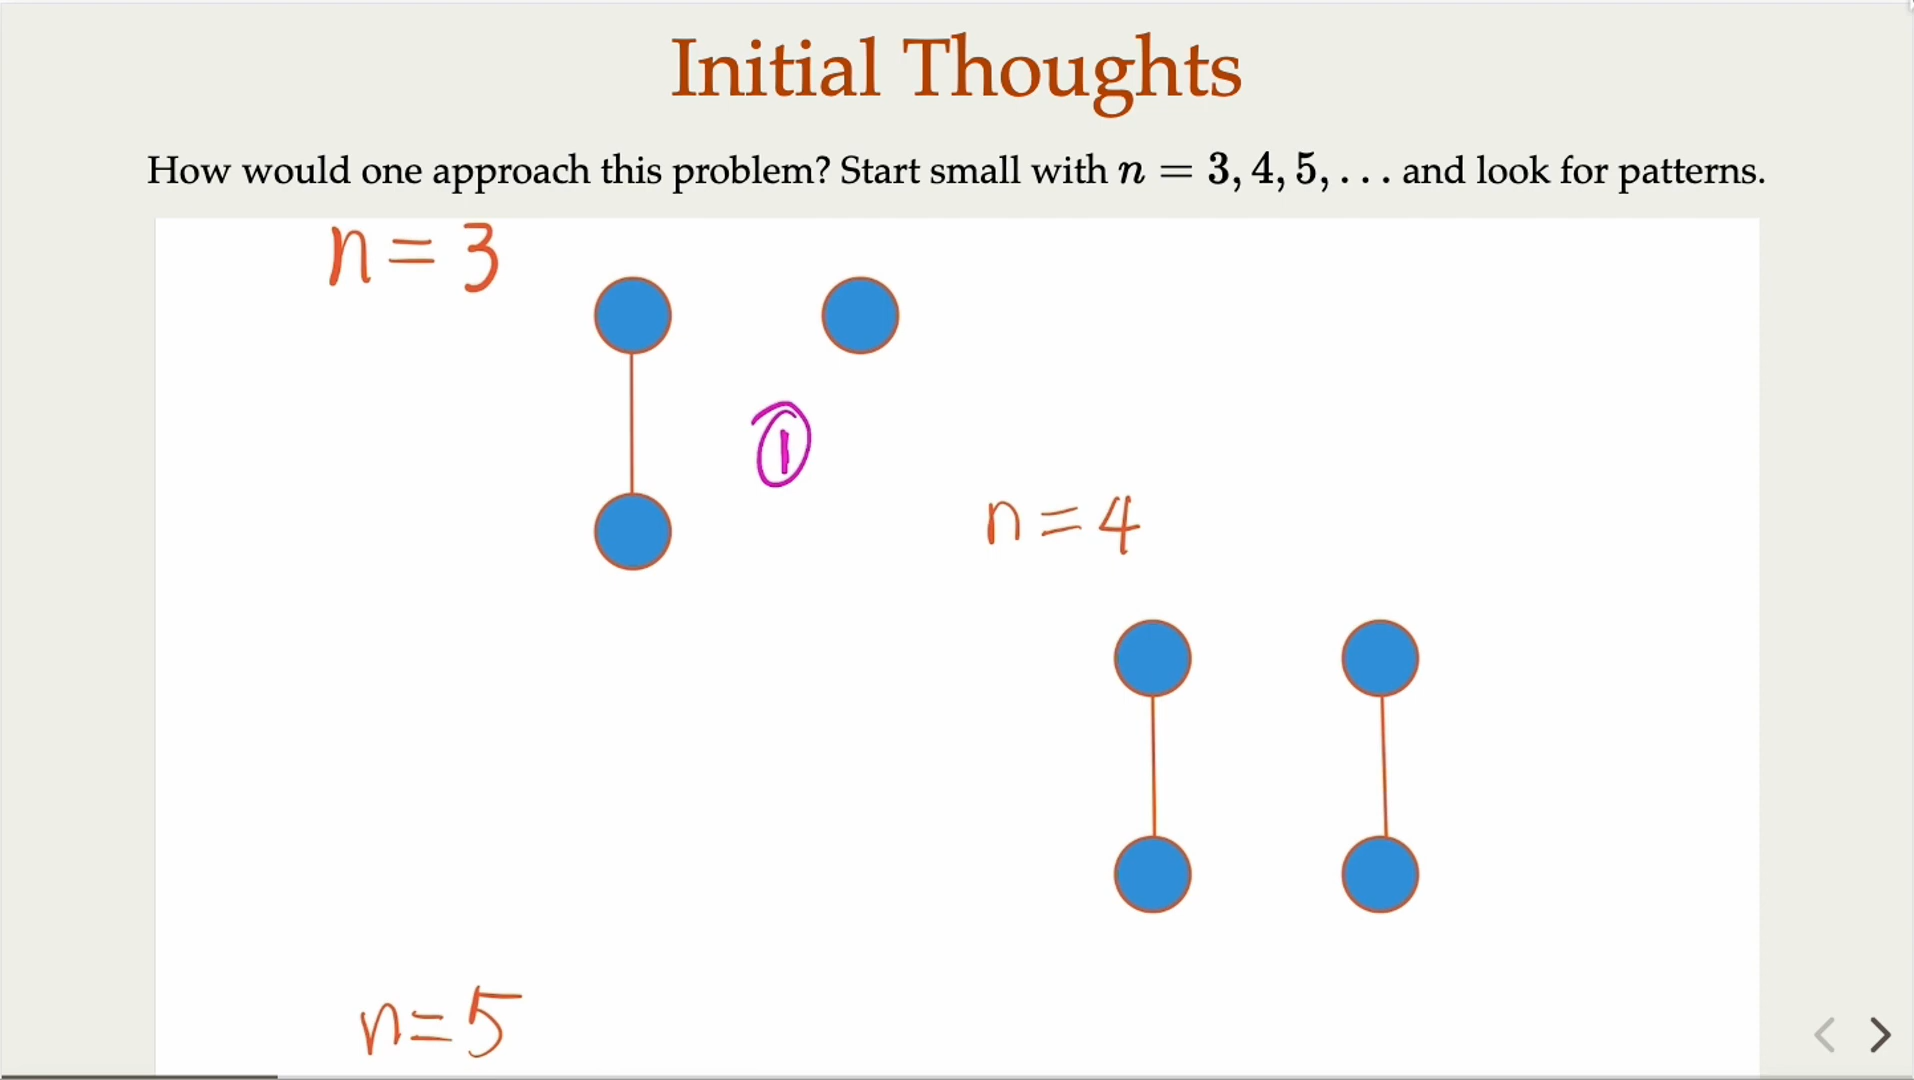 Initial Thoughts
How would one approach this problem? Start small with n = 3, 4, 5, ... and look for patterns.
n = 3
1
n = 4
n = 5